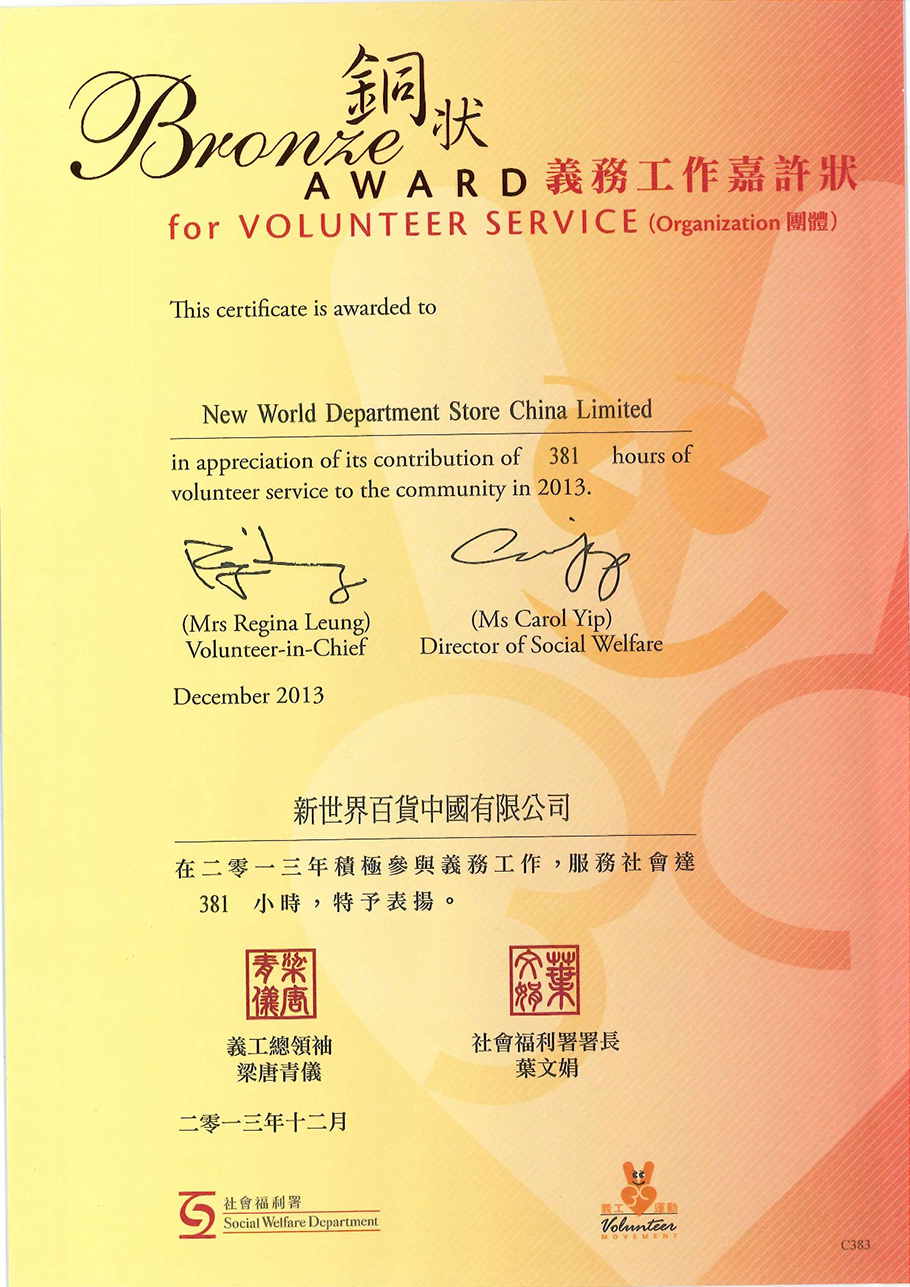 Bronze 銅状
AWARD 義務工作嘉許狀
for VOLUNTEER SERVICE (Organization 團體)
This certificate is awarded to
New World Department Store China Limited
in appreciation of its contribution of 381 hours of
volunteer service to the community in 2013.
(Mrs Regina Leung) (Ms Carol Yip)
Volunteer-in-Chief Director of Social Welfare
December 2013
新世界百貨中國有限公司
在二零一三年積極參與義務工作，服務社會達
381 小時，特予表揚。
梁唐青儀 葉文娟
義工總領袖 社會福利署署長
梁唐青儀 葉文娟
二零一三年十二月
社會福利署
Social Welfare Department
義工運動
Volunteer
MOVEMENT
C383